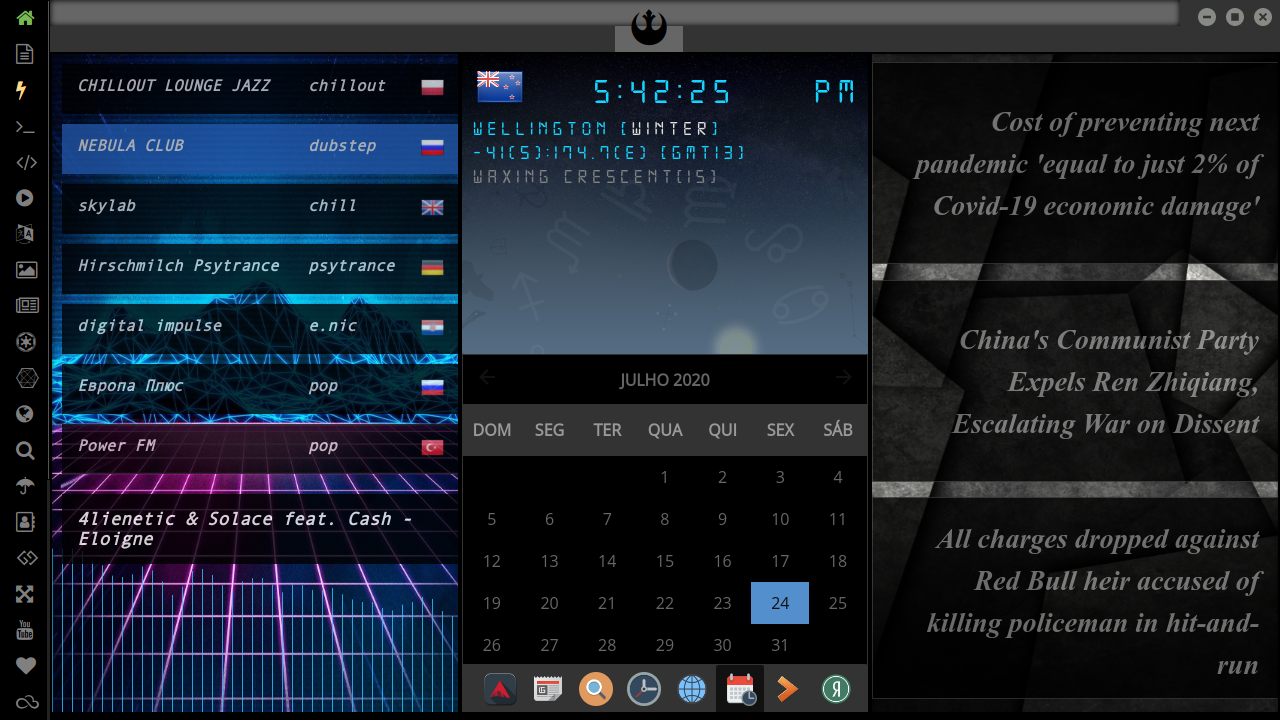 CHILLOUT LOUNGE JAZZ chillout
NEBULA CLUB dubstep
skylab chill
Hirschmilch Psytrance psytrance
digital impulse e.nic
Европа Плюс pop
Power FM pop
4lienetic & Solace feat. Cash -
Eloigne
5:42:25 PM
WELLINGTON [WINTER]
-41(S):174.7(E) [GMT13]
WAXING CRESCENT[15]
JULHO 2020
DOM SEG TER QUA QUI SEX SÁB
1 2 3 4
5 6 7 8 9 10 11
12 13 14 15 16 17 18
19 20 21 22 23 24 25
26 27 28 29 30 31
Cost of preventing next
pandemic 'equal to just 2% of
Covid-19 economic damage'
China's Communist Party
Expels Ren Zhiqiang,
Escalating War on Dissent
All charges dropped against
Red Bull heir accused of
killing policeman in hit-and-
run
You
Tube
Я